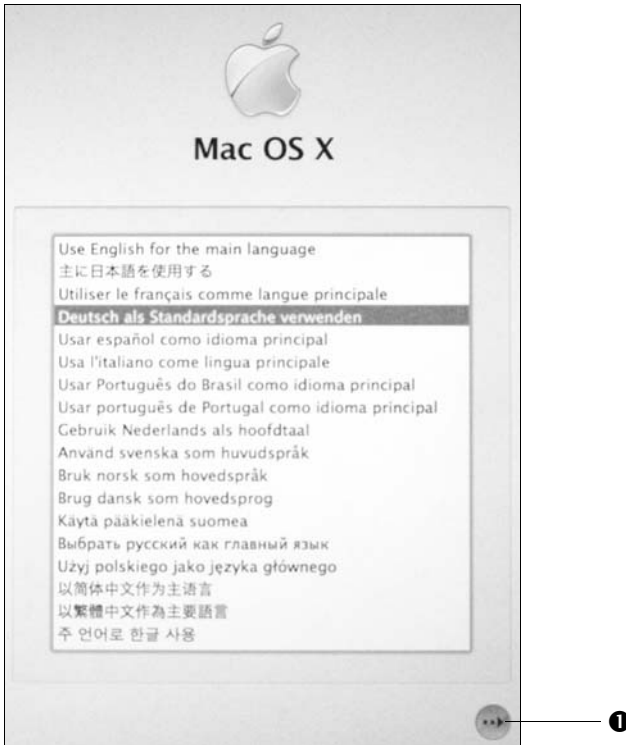 Mac OS X
Use English for the main language
主に日本語を使用する
Utiliser le français comme langue principale
Deutsch als Standardsprache verwenden
Usar español como idioma principal
Usa l'italiano come lingua principale
Usar Português do Brasil como idioma principal
Usar português de Portugal como idioma principal
Gebruik Nederlands als hoofdtaal
Använd svenska som huvudspråk
Bruk norsk som hovedspråk
Brug dansk som hovedsprog
Käytä pääkielenä suomea
Выбрать русский как главный язык
Użyj polskiego jako języka głównego
以简体中文作为主语言
以繁體中文作為主要語言
주 언어로 한글 사용
❶